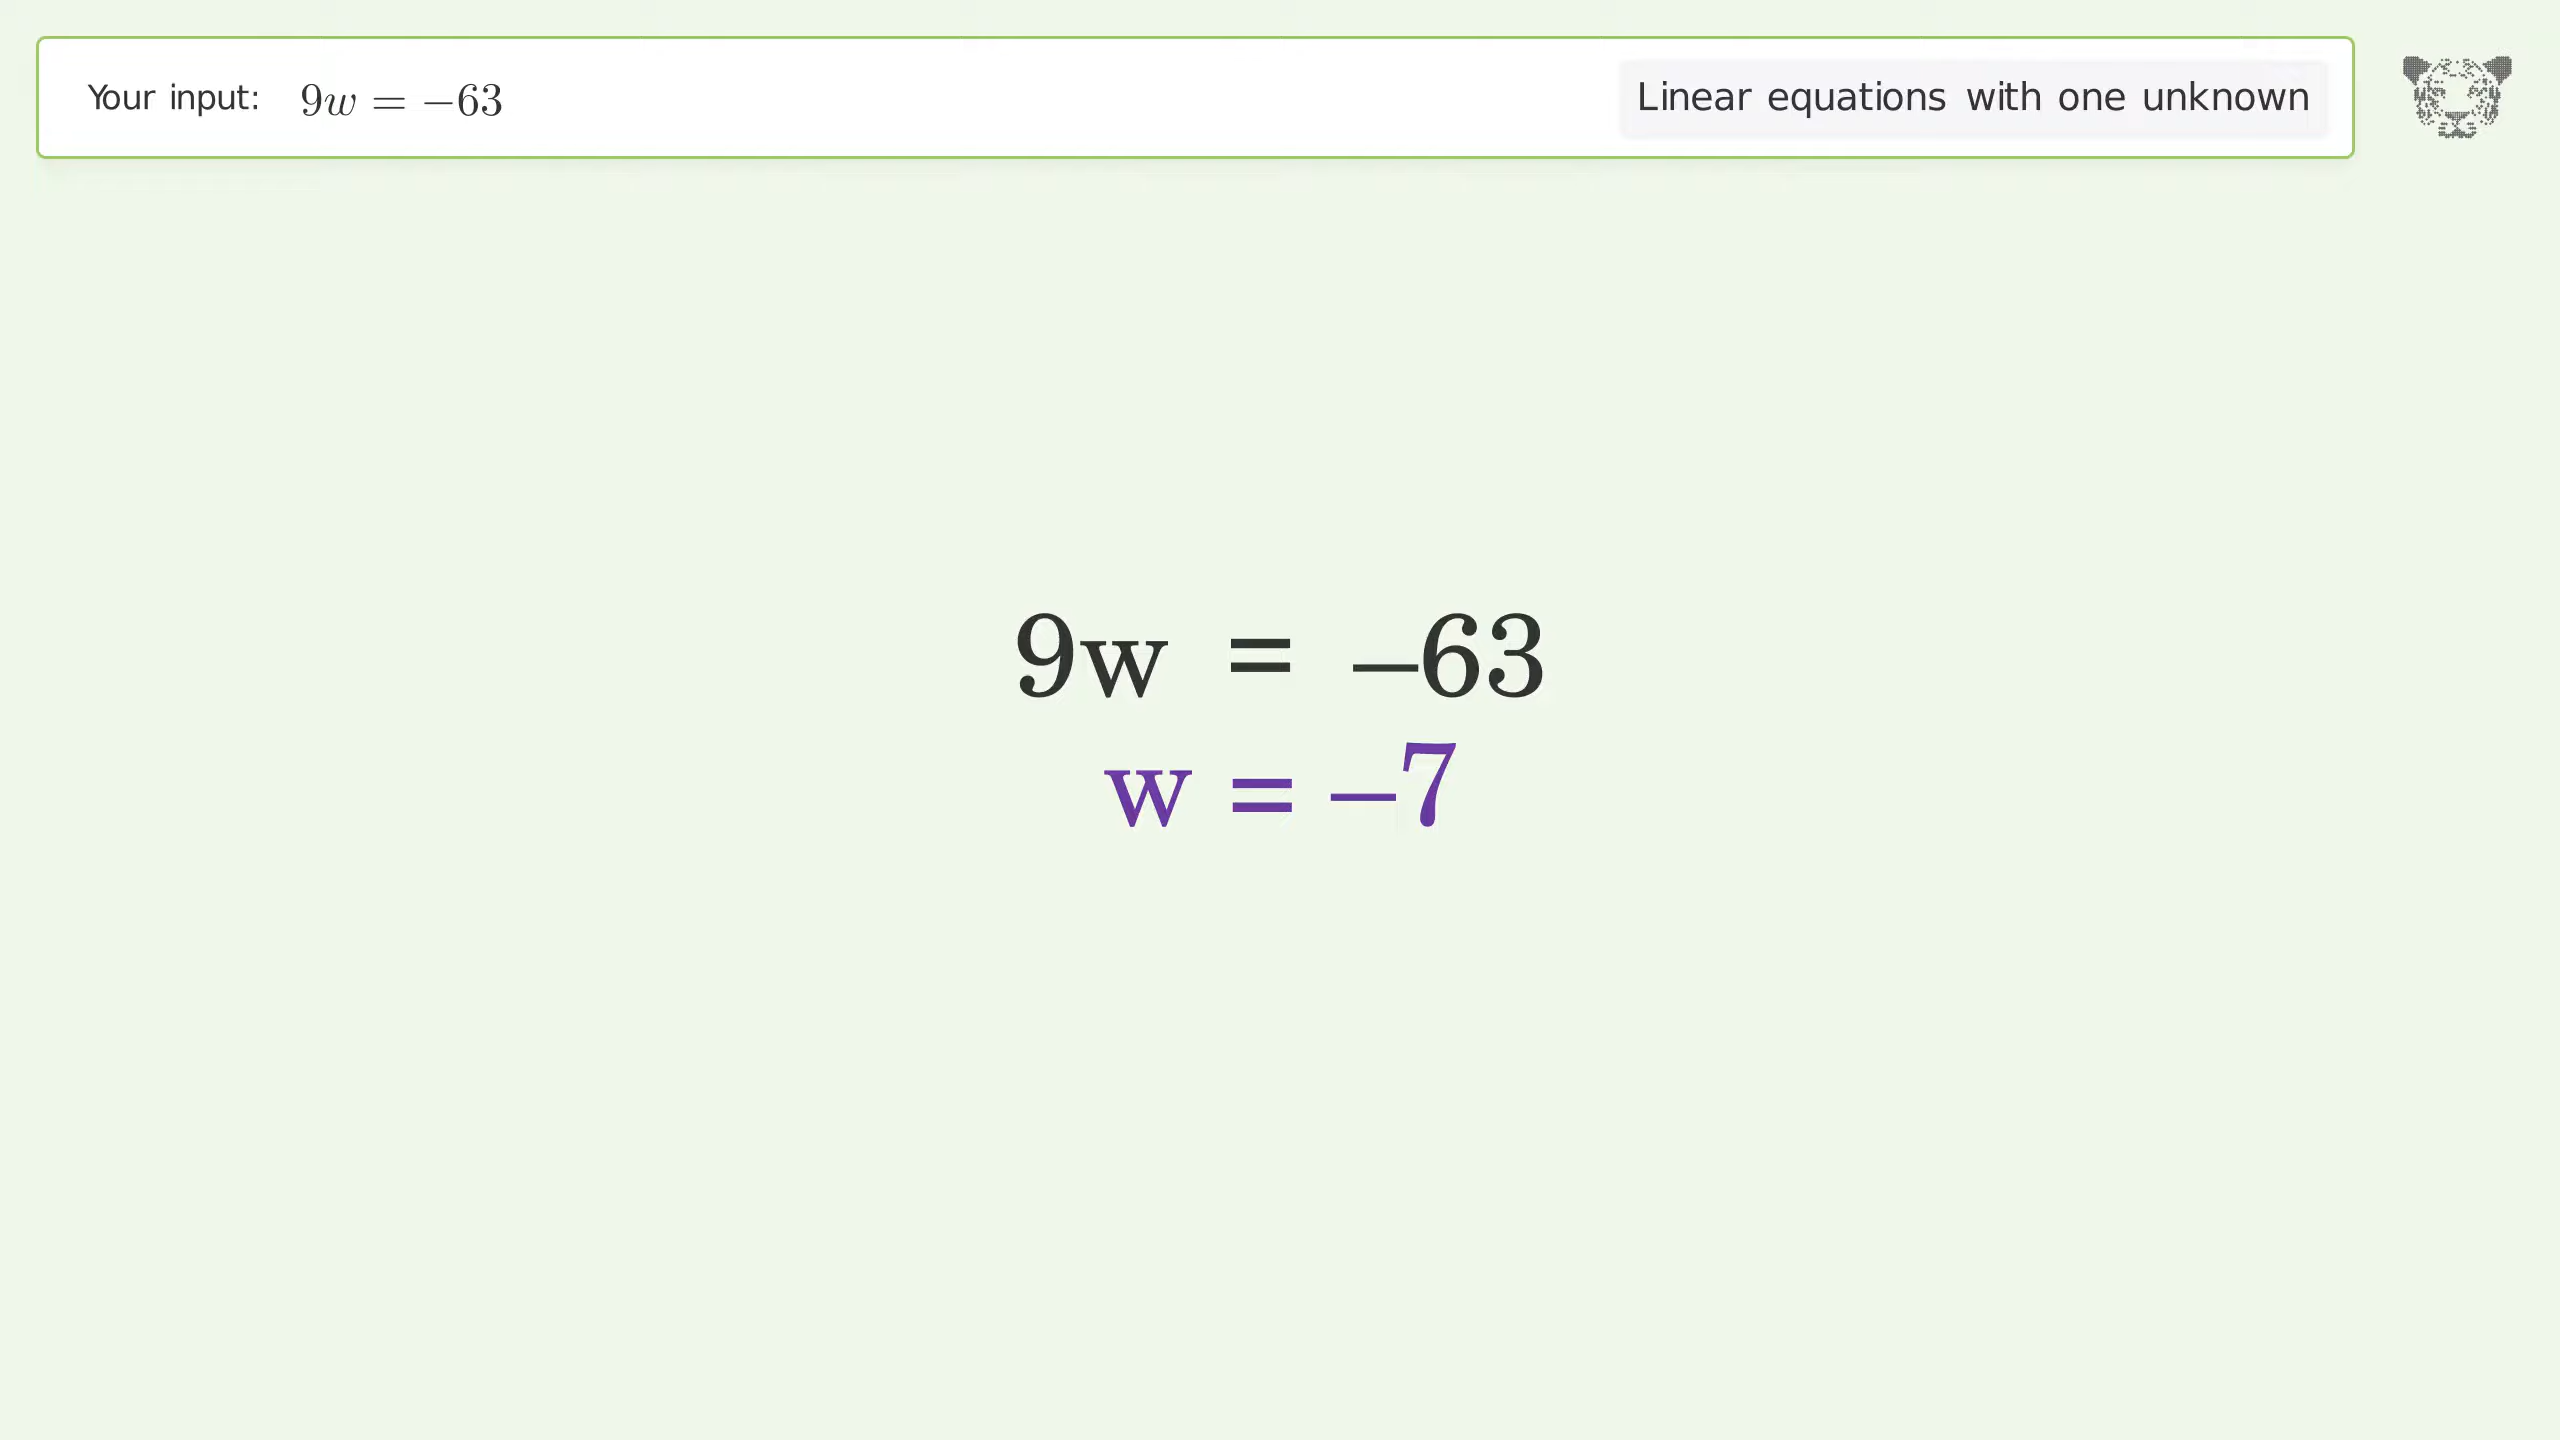 Your input: 9w = −63
Linear equations with one unknown
9w = −63
w = −7